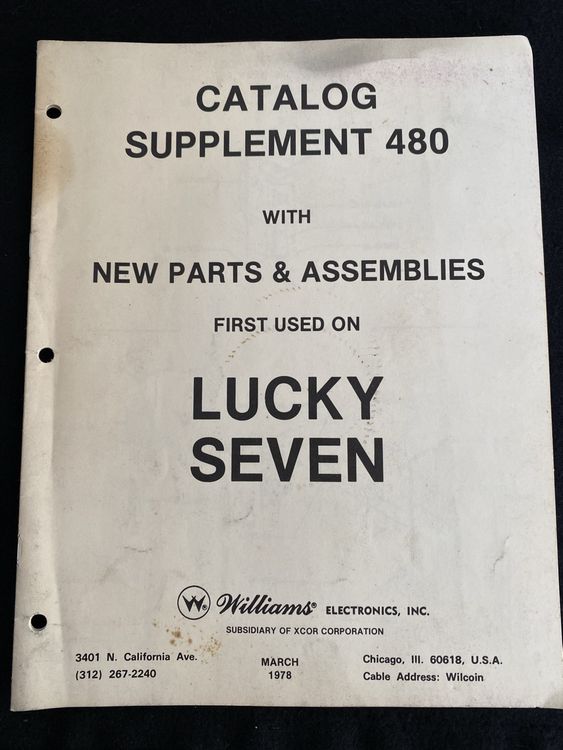 CATALOG
SUPPLEMENT 480
WITH
NEW PARTS & ASSEMBLIES
FIRST USED ON
LUCKY
SEVEN
W® Williams® ELECTRONICS, INC.
SUBSIDIARY OF XCOR CORPORATION
3401 N. California Ave.
(312) 267-2240
MARCH
1978
Chicago, Ill. 60618, U.S.A.
Cable Address: Wilcoin